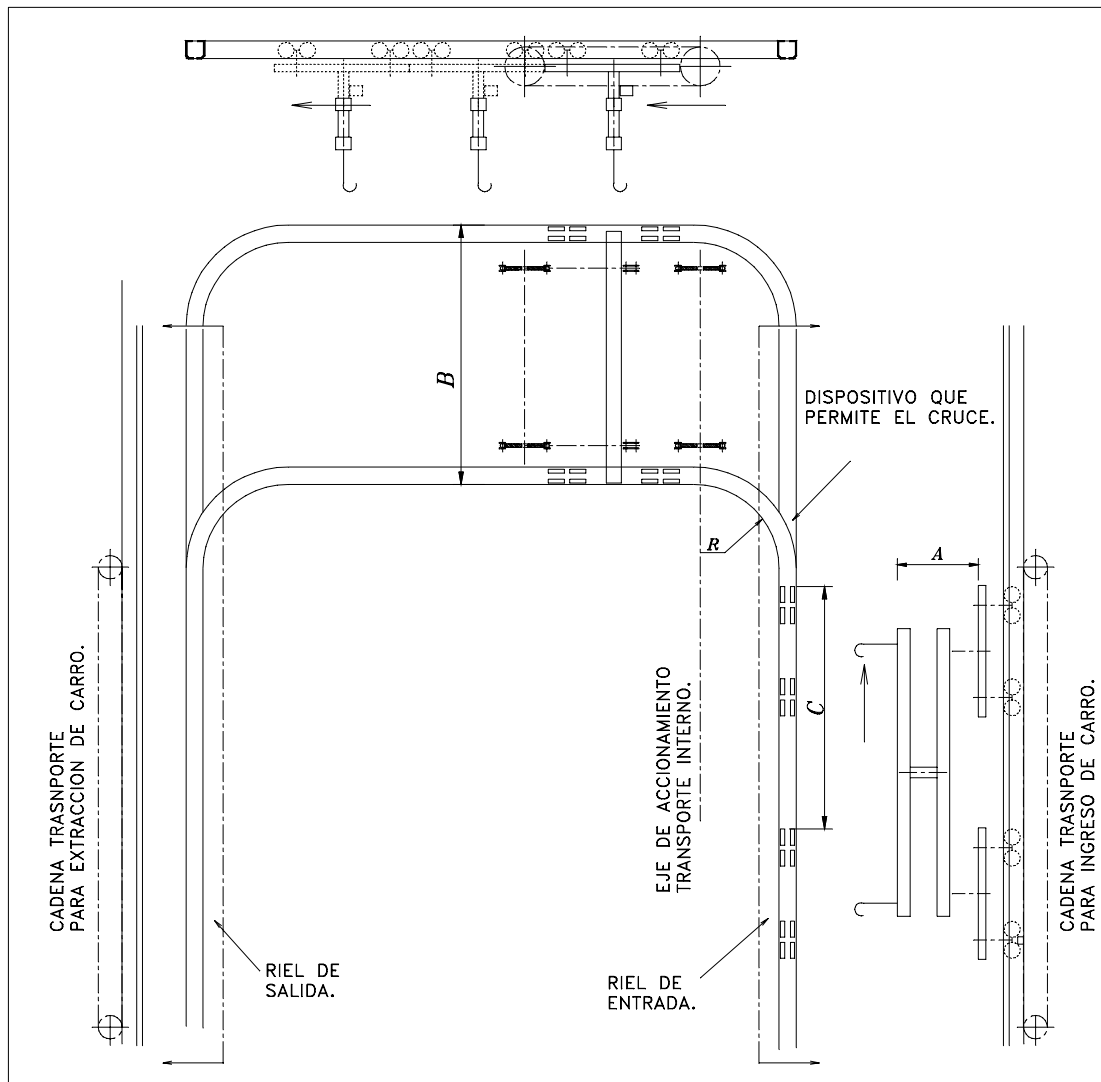 B
DISPOSITIVO QUE
PERMITE EL CRUCE.
R
A
C
CADENA TRASNPORTE
PARA EXTRACCION DE CARRO.
EJE DE ACCIONAMIENTO
TRANSPORTE INTERNO.
CADENA TRASNPORTE
PARA INGRESO DE CARRO.
RIEL DE
SALIDA.
RIEL DE
ENTRADA.